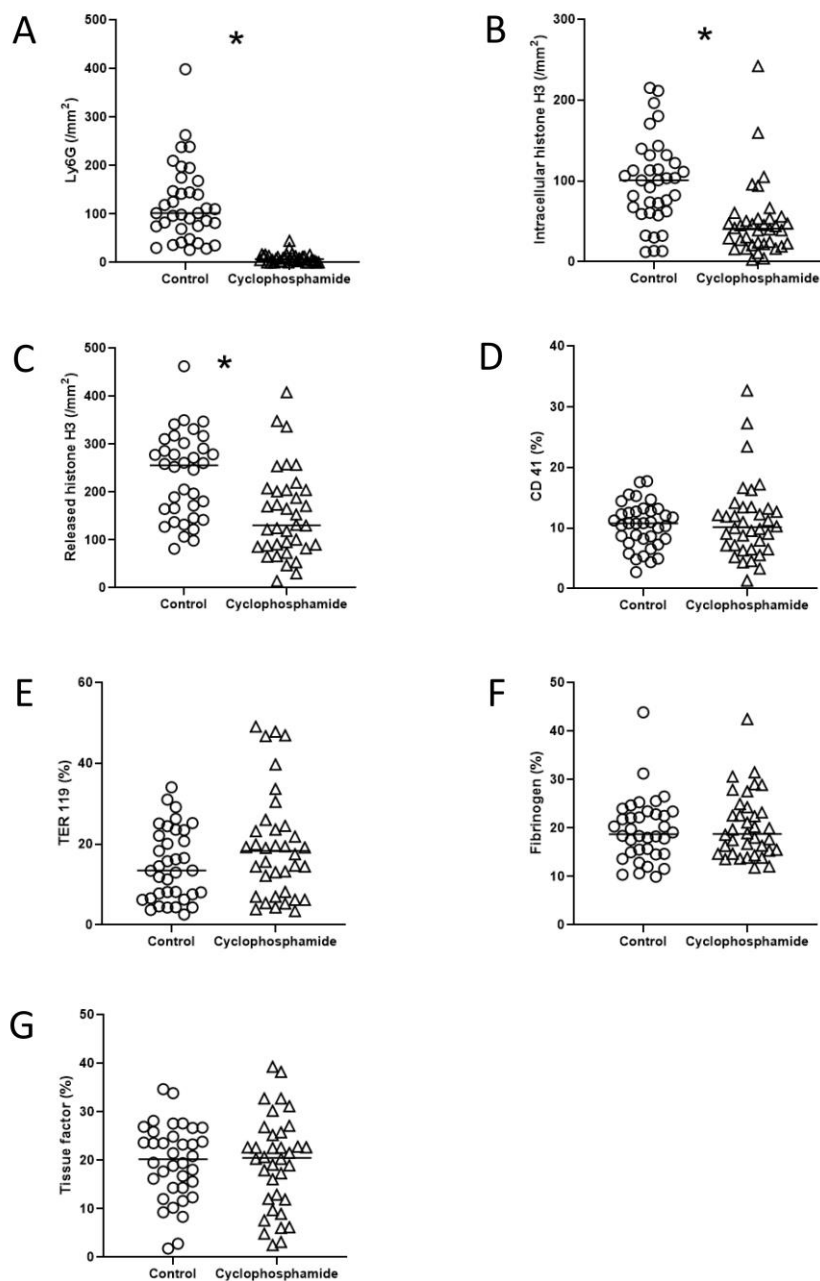 A
Ly6G (/mm²)
500
400
300
200
100
0
*
Control
Cyclophosphamide
B
Intracellular histone H3 (/mm²)
300
200
100
0
*
Control
Cyclophosphamide
C
Released histone H3 (/mm²)
500
400
300
200
100
0
*
Control
Cyclophosphamide
D
CD 41 (%)
40
30
20
10
0
Control
Cyclophosphamide
E
TER 119 (%)
60
40
20
0
Control
Cyclophosphamide
F
Fibrinogen (%)
50
40
30
20
10
0
Control
Cyclophosphamide
G
Tissue factor (%)
50
40
30
20
10
0
Control
Cyclophosphamide